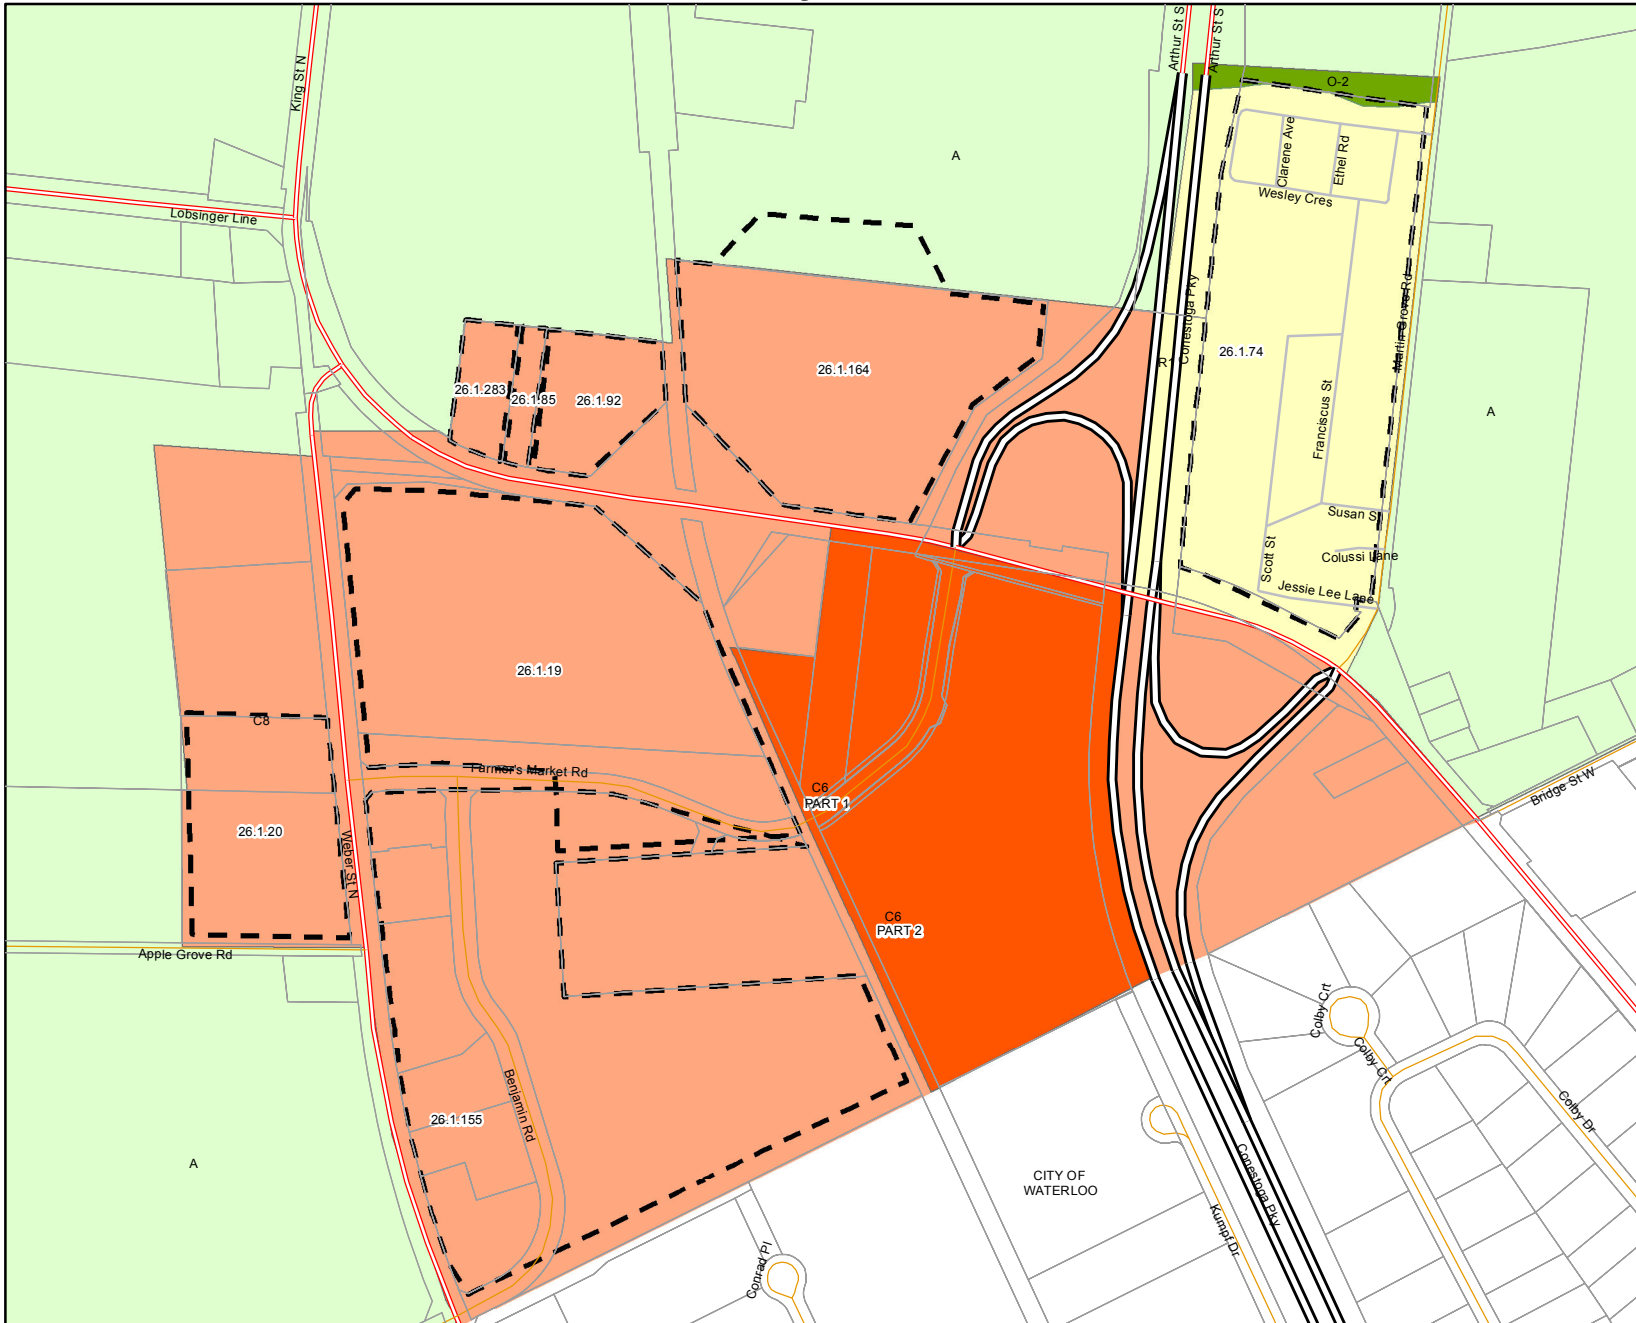 Arthur St S
Arthur St S
King St N
O-2
Clarene Ave
Ethel Rd
A
Wesley Cres
Lobsinger Line
Conestoga Pky
Martin Grove Rd
26.1.74
R1
26.1.164
26.1.283
26.1.85
26.1.92
Franciscus St
A
Susan St
Scott St
Colussi Lane
Jessie Lee Lane
26.1.19
C8
Farmer's Market Rd
C6
PART 1
Bridge St W
26.1.20
Weber St N
C6
PART 2
Apple Grove Rd
Colby Crt
Colby Crt
Benjamin Rd
26.1.155
Colby Dr
A
CITY OF
WATERLOO
Conestoga Pky
Kumpf Dr
Conrad Pl